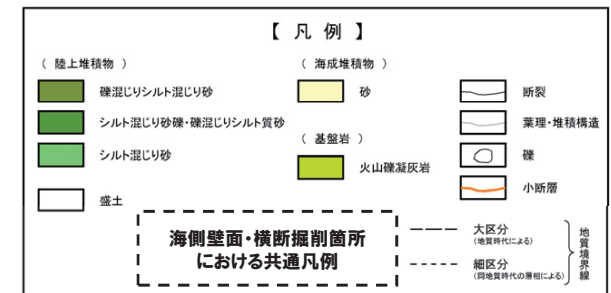 【 凡 例 】
( 陸上堆積物 )
礫混じりシルト混じり砂
シルト混じり砂礫・礫混じりシルト質砂
シルト混じり砂
盛土
( 海成堆積物 )
砂
( 基盤岩 )
火山礫凝灰岩
断裂
葉理・堆積構造
礫
小断層
海側壁面・横断掘削箇所
における共通凡例
大区分
(地質時代による)
細区分
(同地質時代の層相による)
地質境界線